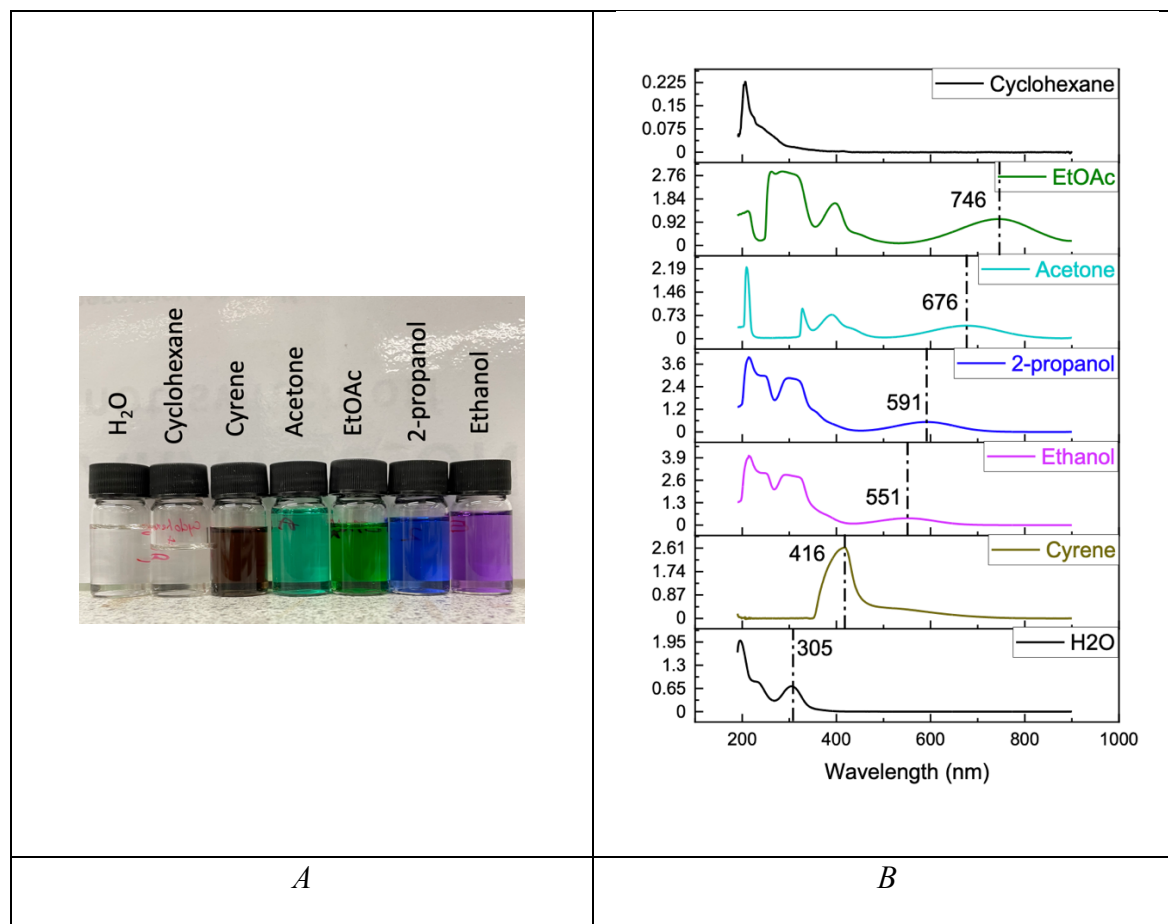 H₂O
Cyclohexane
Cyrene
Acetone
EtOAc
2-propanol
Ethanol
0.225
0.15
0.075
0
Cyclohexane
2.76
1.84
0.92
0
746
EtOAc
2.19
1.46
0.73
0
676
Acetone
3.6
2.4
1.2
0
591
2-propanol
3.9
2.6
1.3
0
551
Ethanol
2.61
1.74
0.87
0
416
Cyrene
1.95
1.3
0.65
0
305
H2O
200 400 600 800 1000
Wavelength (nm)
A
B